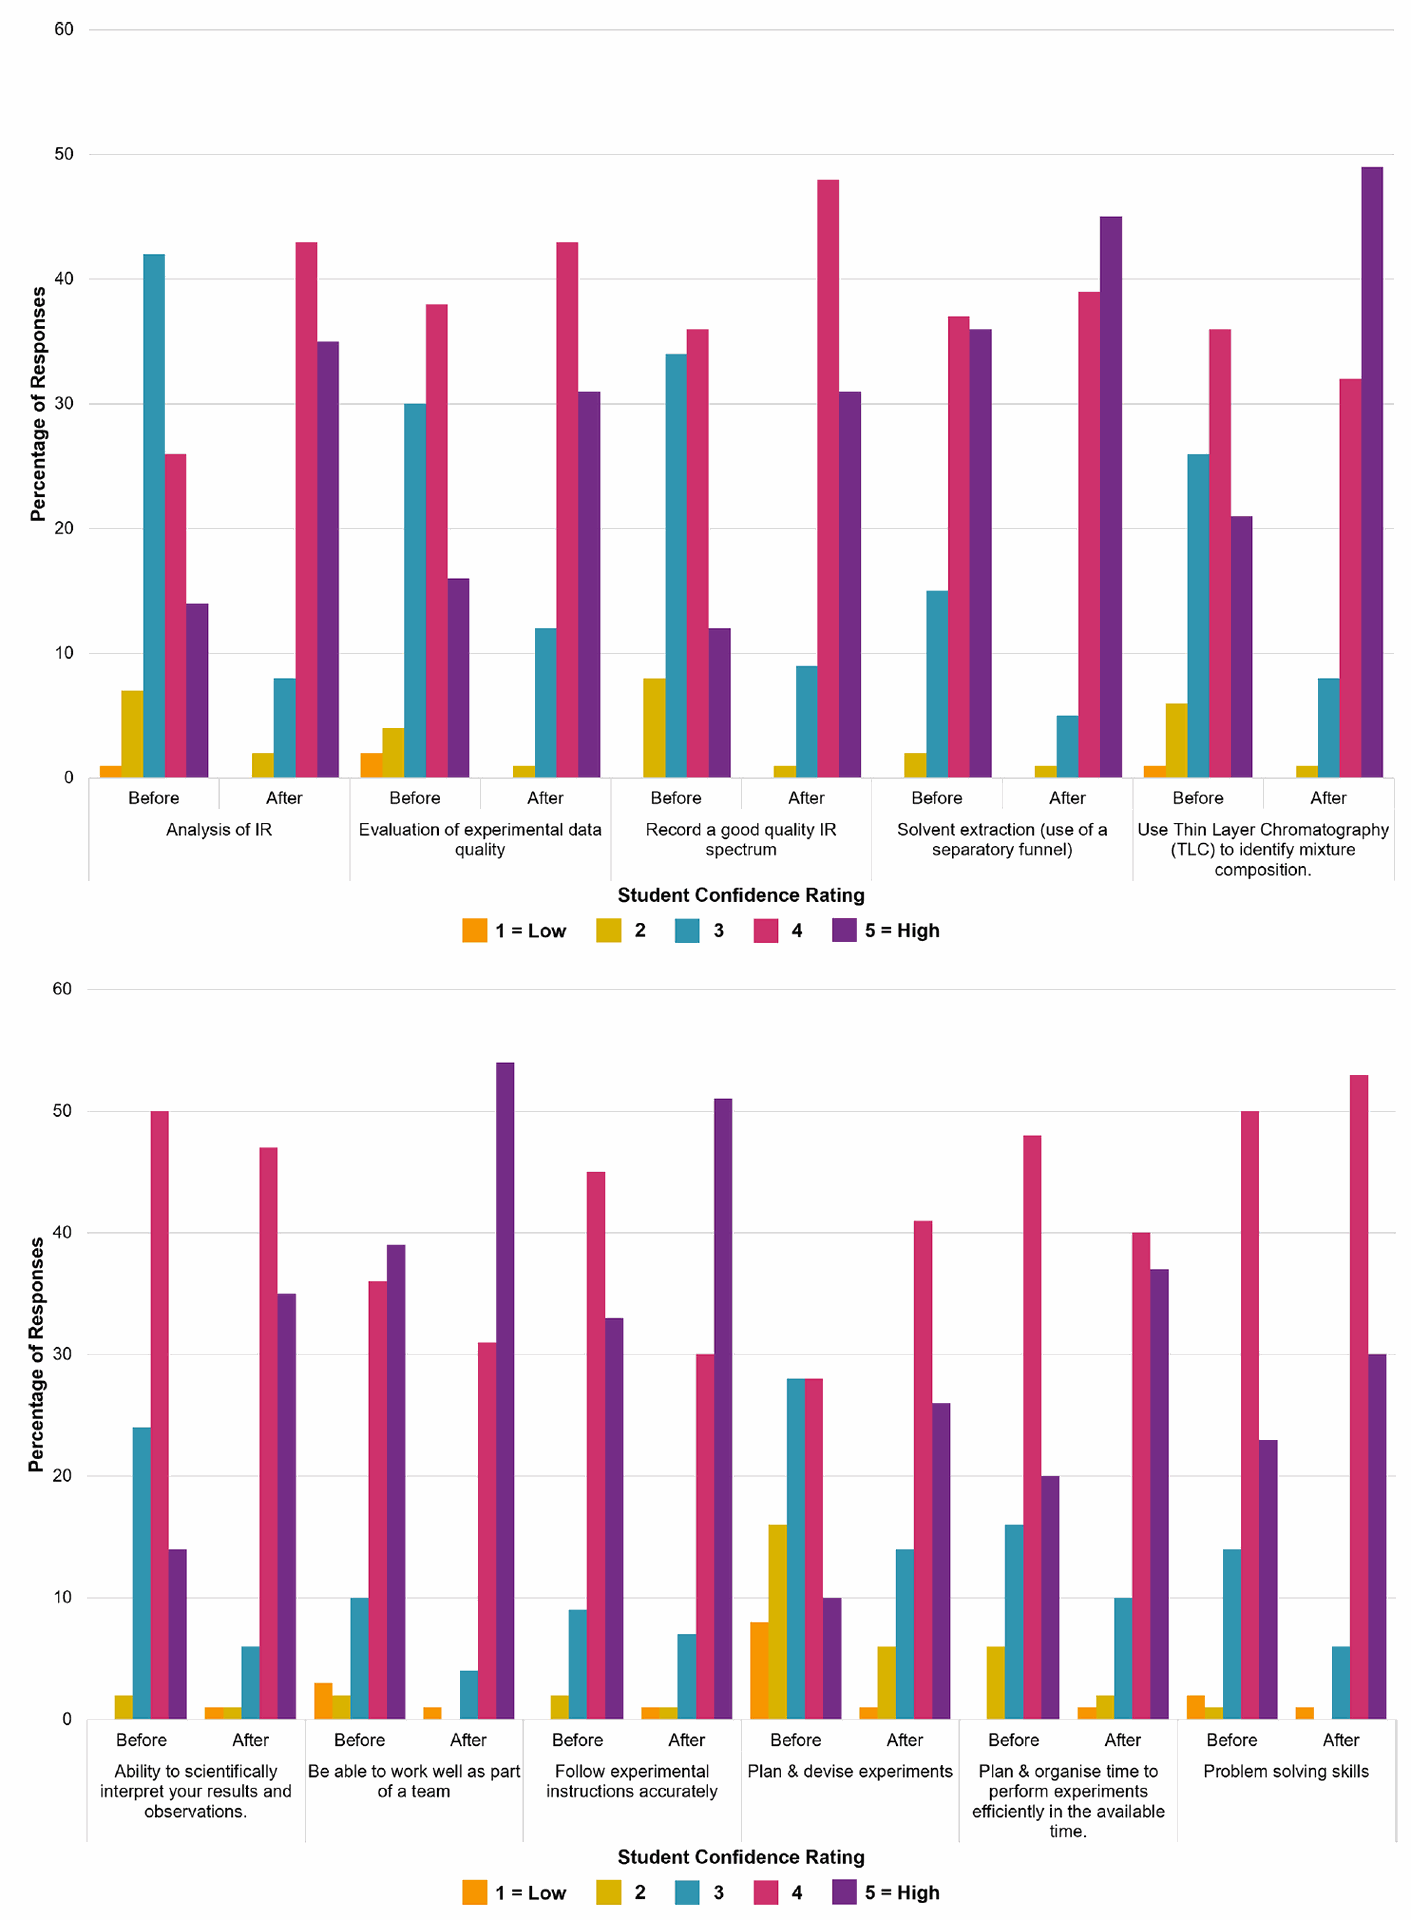 60
50
40
30
20
10
0
Percentage of Responses
Before After Before After Before After Before After Before After
Analysis of IR
Evaluation of experimental data
quality
Record a good quality IR
spectrum
Solvent extraction (use of a
separatory funnel)
Use Thin Layer Chromatography
(TLC) to identify mixture
composition.
Student Confidence Rating
1 = Low 2 3 4 5 = High
60
50
40
30
20
10
0
Percentage of Responses
Before After Before After Before After Before After Before After Before After
Ability to scientifically
interpret your results and
observations.
Be able to work well as part
of a team
Follow experimental
instructions accurately
Plan & devise experiments
Plan & organise time to
perform experiments
efficiently in the available
time.
Problem solving skills
Student Confidence Rating
1 = Low 2 3 4 5 = High